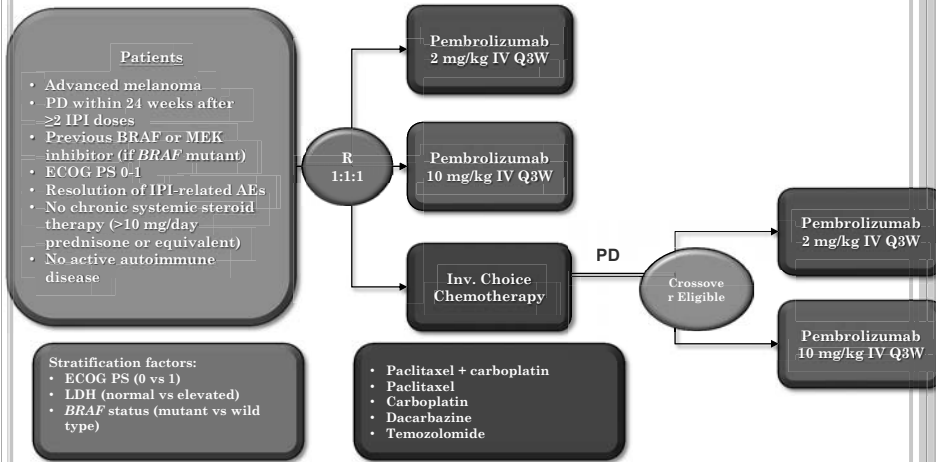 Patients
• Advanced melanoma
• PD within 24 weeks after
≥2 IPI doses
• Previous BRAF or MEK
inhibitor (if BRAF mutant)
• ECOG PS 0-1
• Resolution of IPI-related AEs
• No chronic systemic steroid
therapy (>10 mg/day
prednisone or equivalent)
• No active autoimmune
disease
R
1:1:1
Pembrolizumab
2 mg/kg IV Q3W
Pembrolizumab
10 mg/kg IV Q3W
Inv. Choice
Chemotherapy
PD
Crossove
r Eligible
Pembrolizumab
2 mg/kg IV Q3W
Pembrolizumab
10 mg/kg IV Q3W
Stratification factors:
• ECOG PS (0 vs 1)
• LDH (normal vs elevated)
• BRAF status (mutant vs wild
type)
• Paclitaxel + carboplatin
• Paclitaxel
• Carboplatin
• Dacarbazine
• Temozolomide